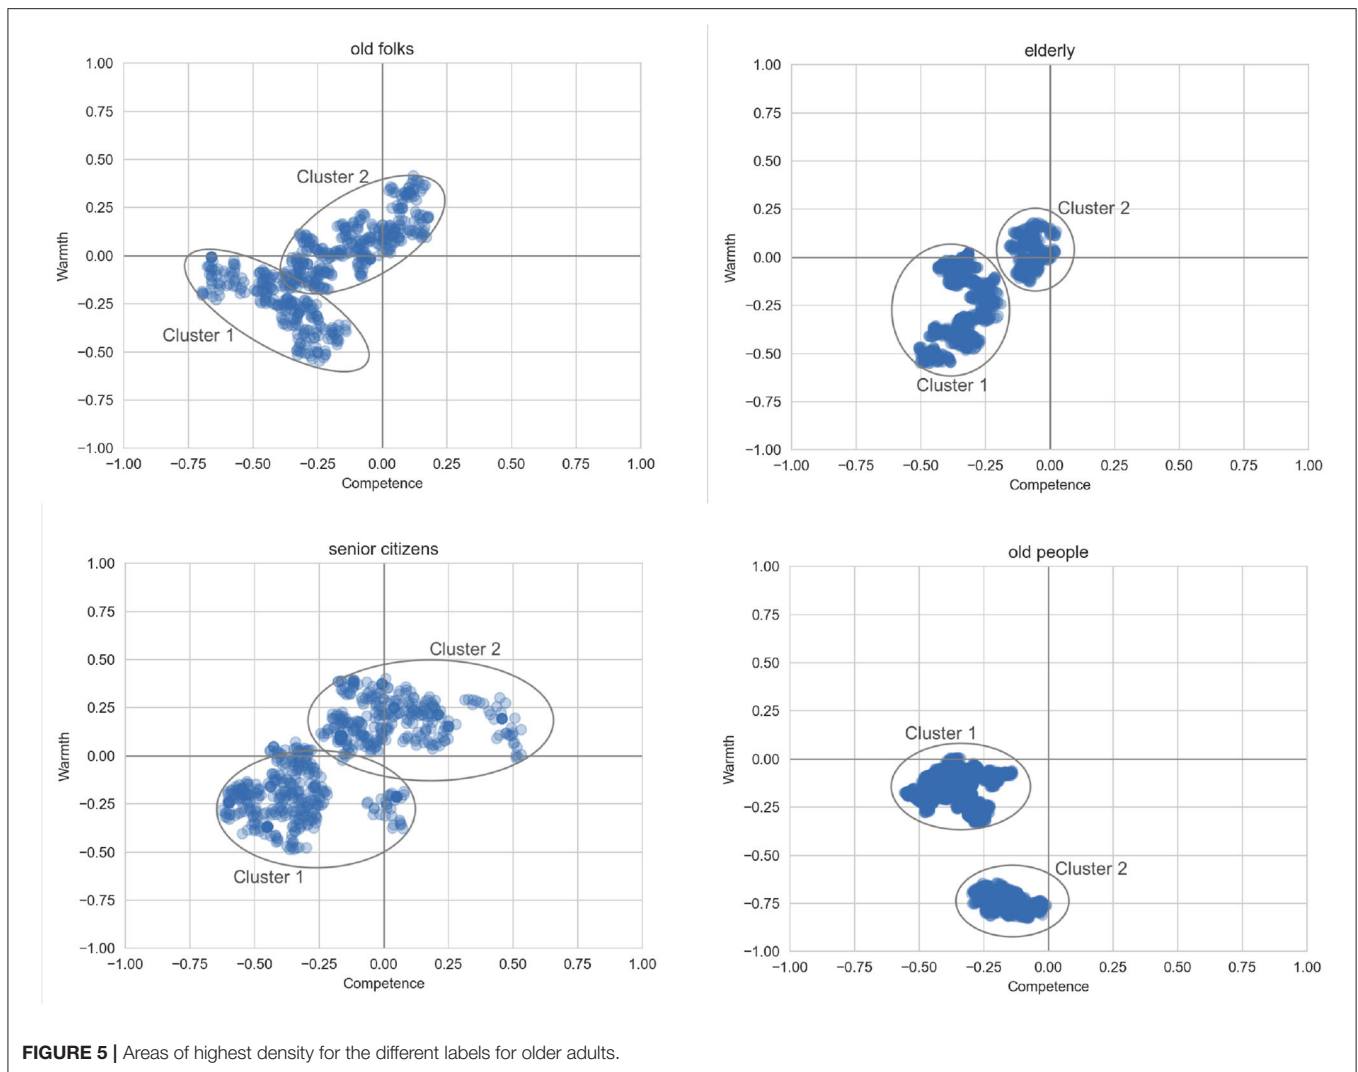 old folks
1.00
0.75
0.50
0.25
0.00
−0.25
−0.50
−0.75
−1.00
Warmth
Cluster 2
Cluster 1
−1.00 −0.75 −0.50 −0.25 0.00 0.25 0.50 0.75 1.00
Competence
elderly
1.00
0.75
0.50
0.25
0.00
−0.25
−0.50
−0.75
−1.00
Warmth
Cluster 2
Cluster 1
−1.00 −0.75 −0.50 −0.25 0.00 0.25 0.50 0.75 1.00
Competence
senior citizens
1.00
0.75
0.50
0.25
0.00
−0.25
−0.50
−0.75
−1.00
Warmth
Cluster 2
Cluster 1
−1.00 −0.75 −0.50 −0.25 0.00 0.25 0.50 0.75 1.00
Competence
old people
1.00
0.75
0.50
0.25
0.00
−0.25
−0.50
−0.75
−1.00
Warmth
Cluster 1
Cluster 2
−1.00 −0.75 −0.50 −0.25 0.00 0.25 0.50 0.75 1.00
Competence
FIGURE 5 | Areas of highest density for the different labels for older adults.